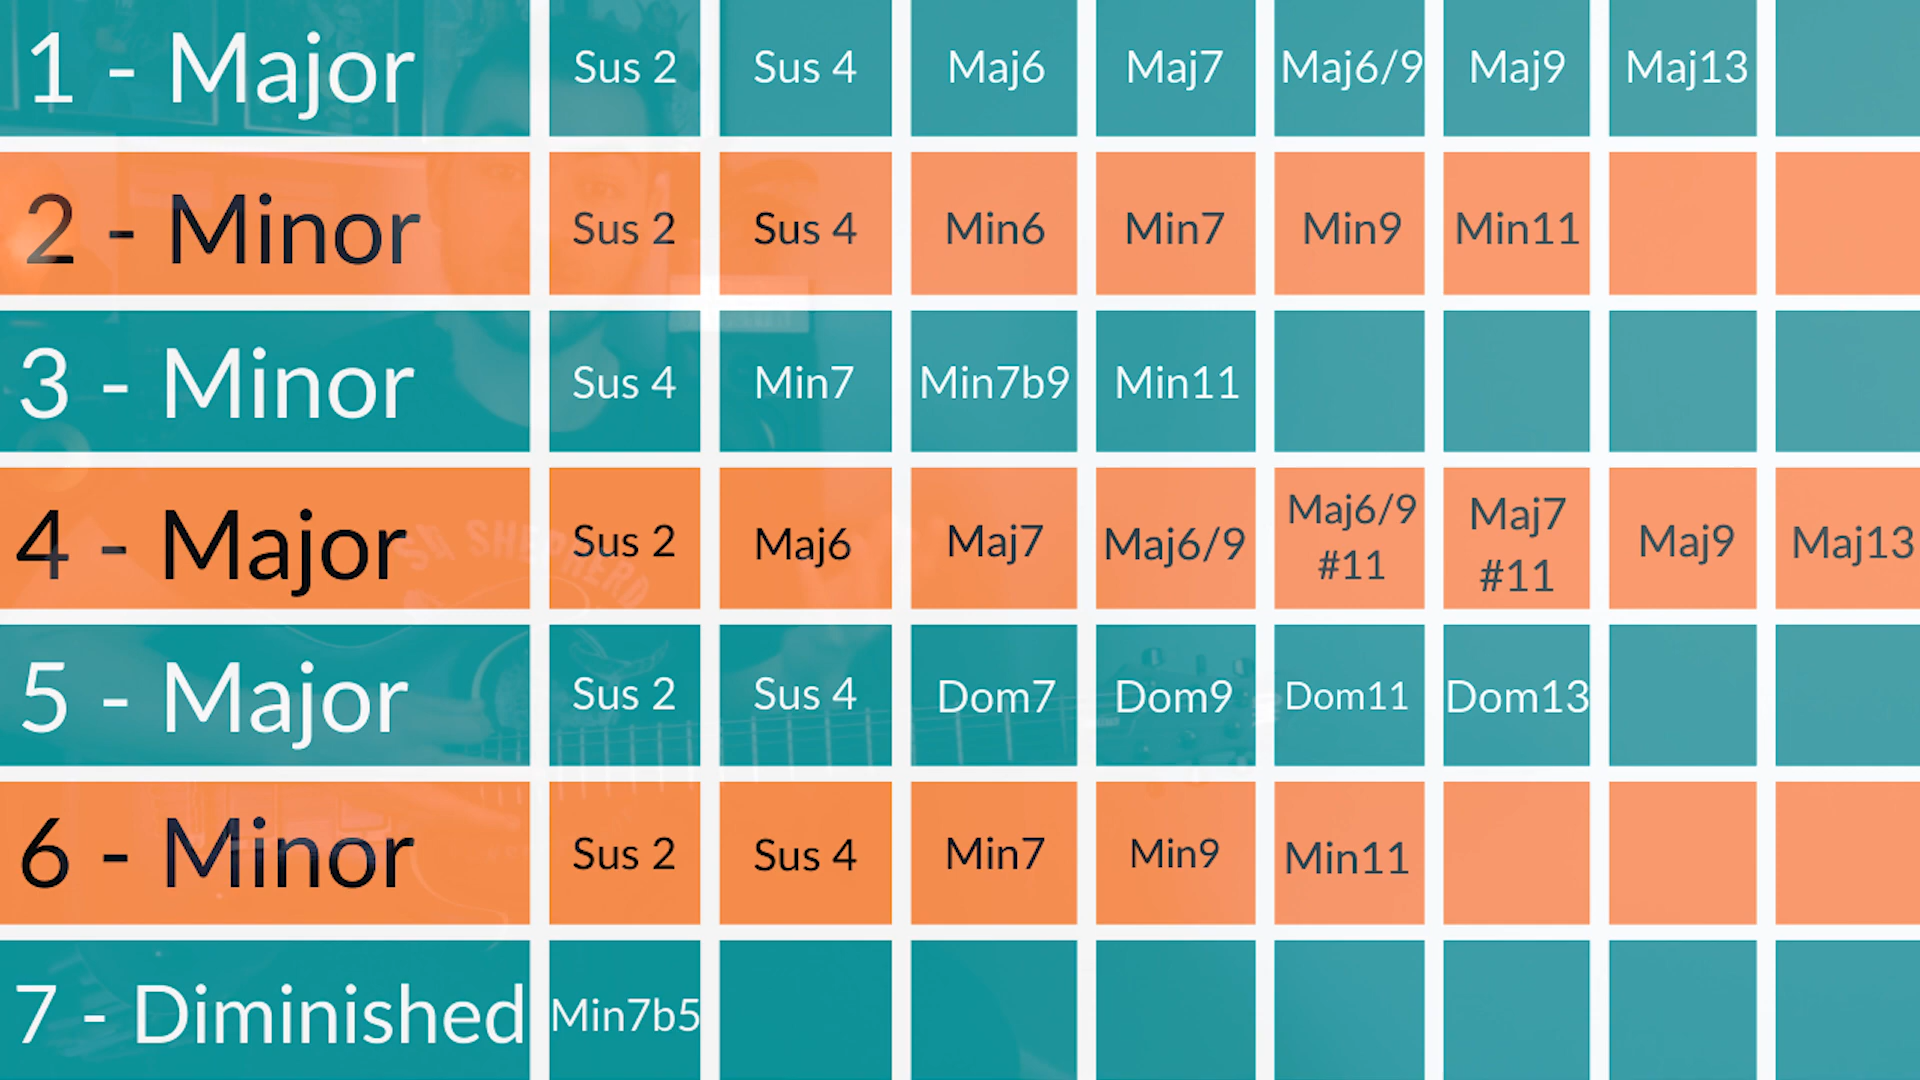 1 - Major Sus 2 Sus 4 Maj6 Maj7 Maj6/9 Maj9 Maj13
2 - Minor Sus 2 Sus 4 Min6 Min7 Min9 Min11
3 - Minor Sus 4 Min7 Min7b9 Min11
4 - Major Sus 2 Maj6 Maj7 Maj6/9 Maj6/9 #11 Maj7 #11 Maj9 Maj13
SHEPHERD
5 - Major Sus 2 Sus 4 Dom7 Dom9 Dom11 Dom13
6 - Minor Sus 2 Sus 4 Min7 Min9 Min11
7 - Diminished Min7b5